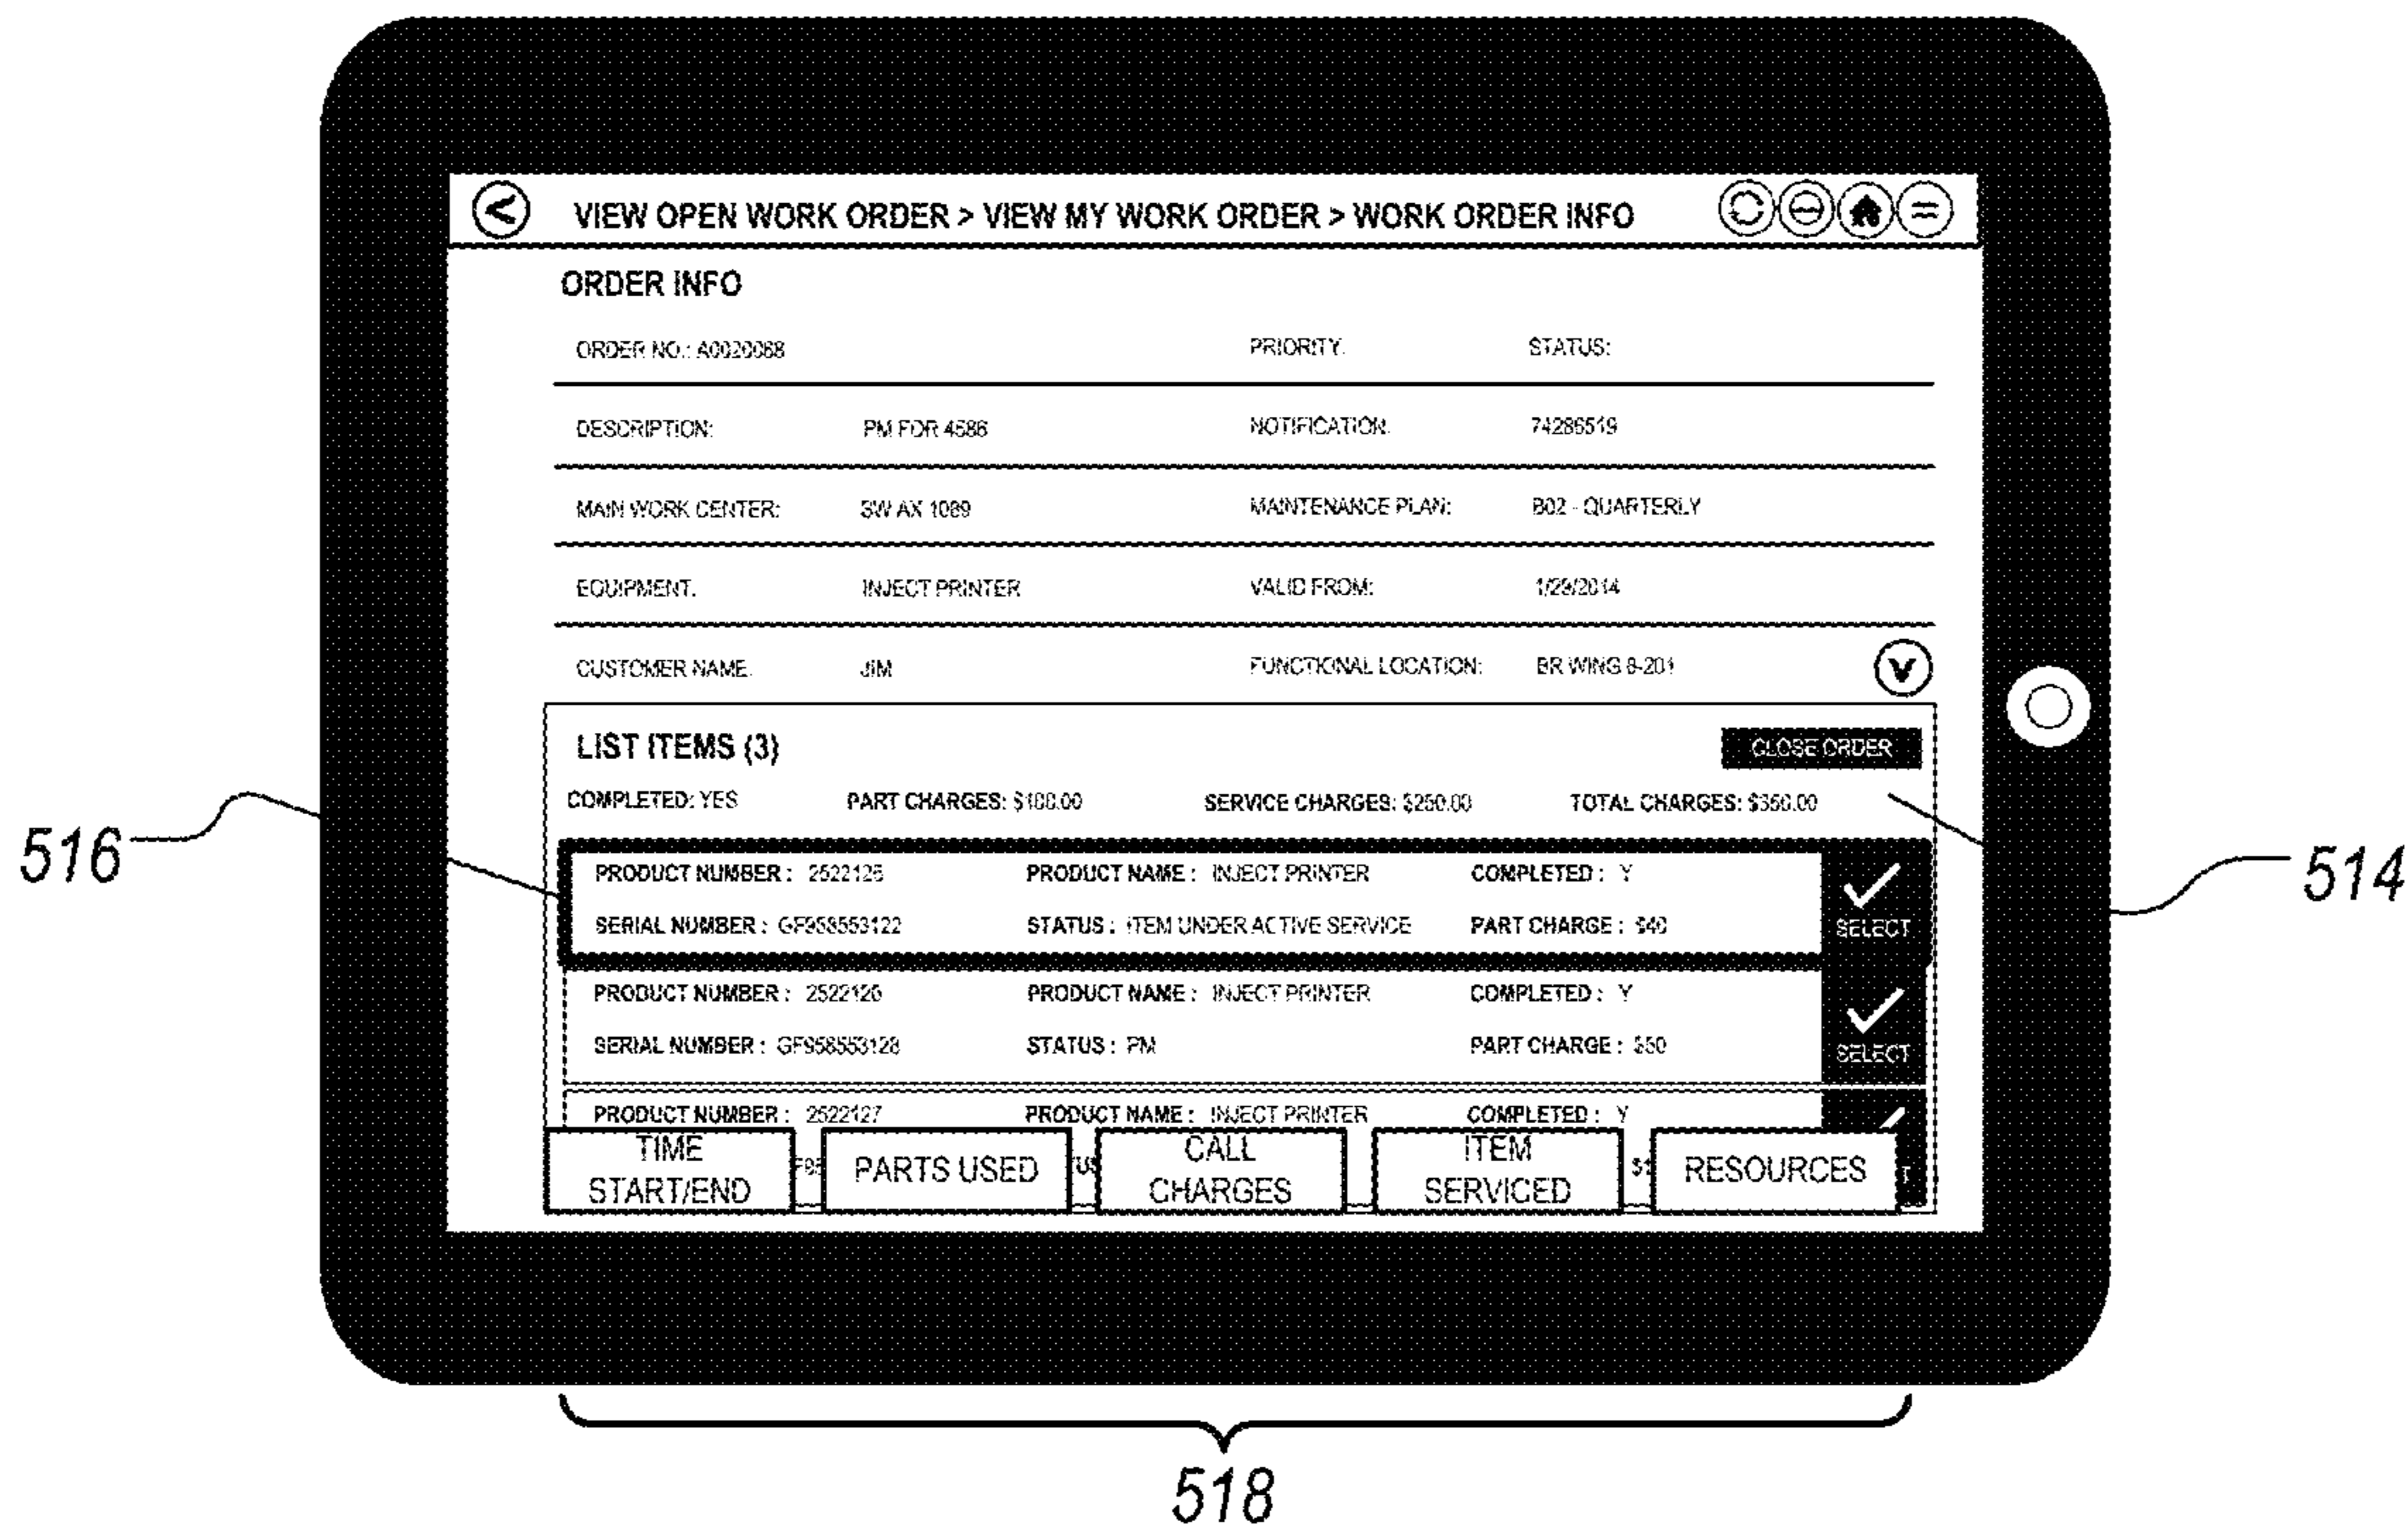 VIEW OPEN WORK ORDER > VIEW MY WORK ORDER > WORK ORDER INFO
ORDER INFO
ORDER NO.: A0020068 PRIORITY: STATUS:
DESCRIPTION: PM FOR 4586 NOTIFICATION: 74286519
MAIN WORK CENTER: SW AX 1089 MAINTENANCE PLAN: B02 - QUARTERLY
EQUIPMENT: INJECT PRINTER VALID FROM: 1/29/2014
CUSTOMER NAME: JIM FUNCTIONAL LOCATION: BR WING 8-201
LIST ITEMS (3) CLOSE ORDER
COMPLETED: YES PART CHARGES: $100.00 SERVICE CHARGES: $250.00 TOTAL CHARGES: $350.00
PRODUCT NUMBER : 2522125 PRODUCT NAME : INJECT PRINTER COMPLETED : Y
SERIAL NUMBER : GF958553122 STATUS : ITEM UNDER ACTIVE SERVICE PART CHARGE : $40 SELECT
PRODUCT NUMBER : 2522126 PRODUCT NAME : INJECT PRINTER COMPLETED : Y
SERIAL NUMBER : GF958553128 STATUS : PM PART CHARGE : $50 SELECT
PRODUCT NUMBER : 2522127 PRODUCT NAME : INJECT PRINTER COMPLETED : Y
TIME START/END
PARTS USED
CALL CHARGES
ITEM SERVICED
RESOURCES
516
514
518